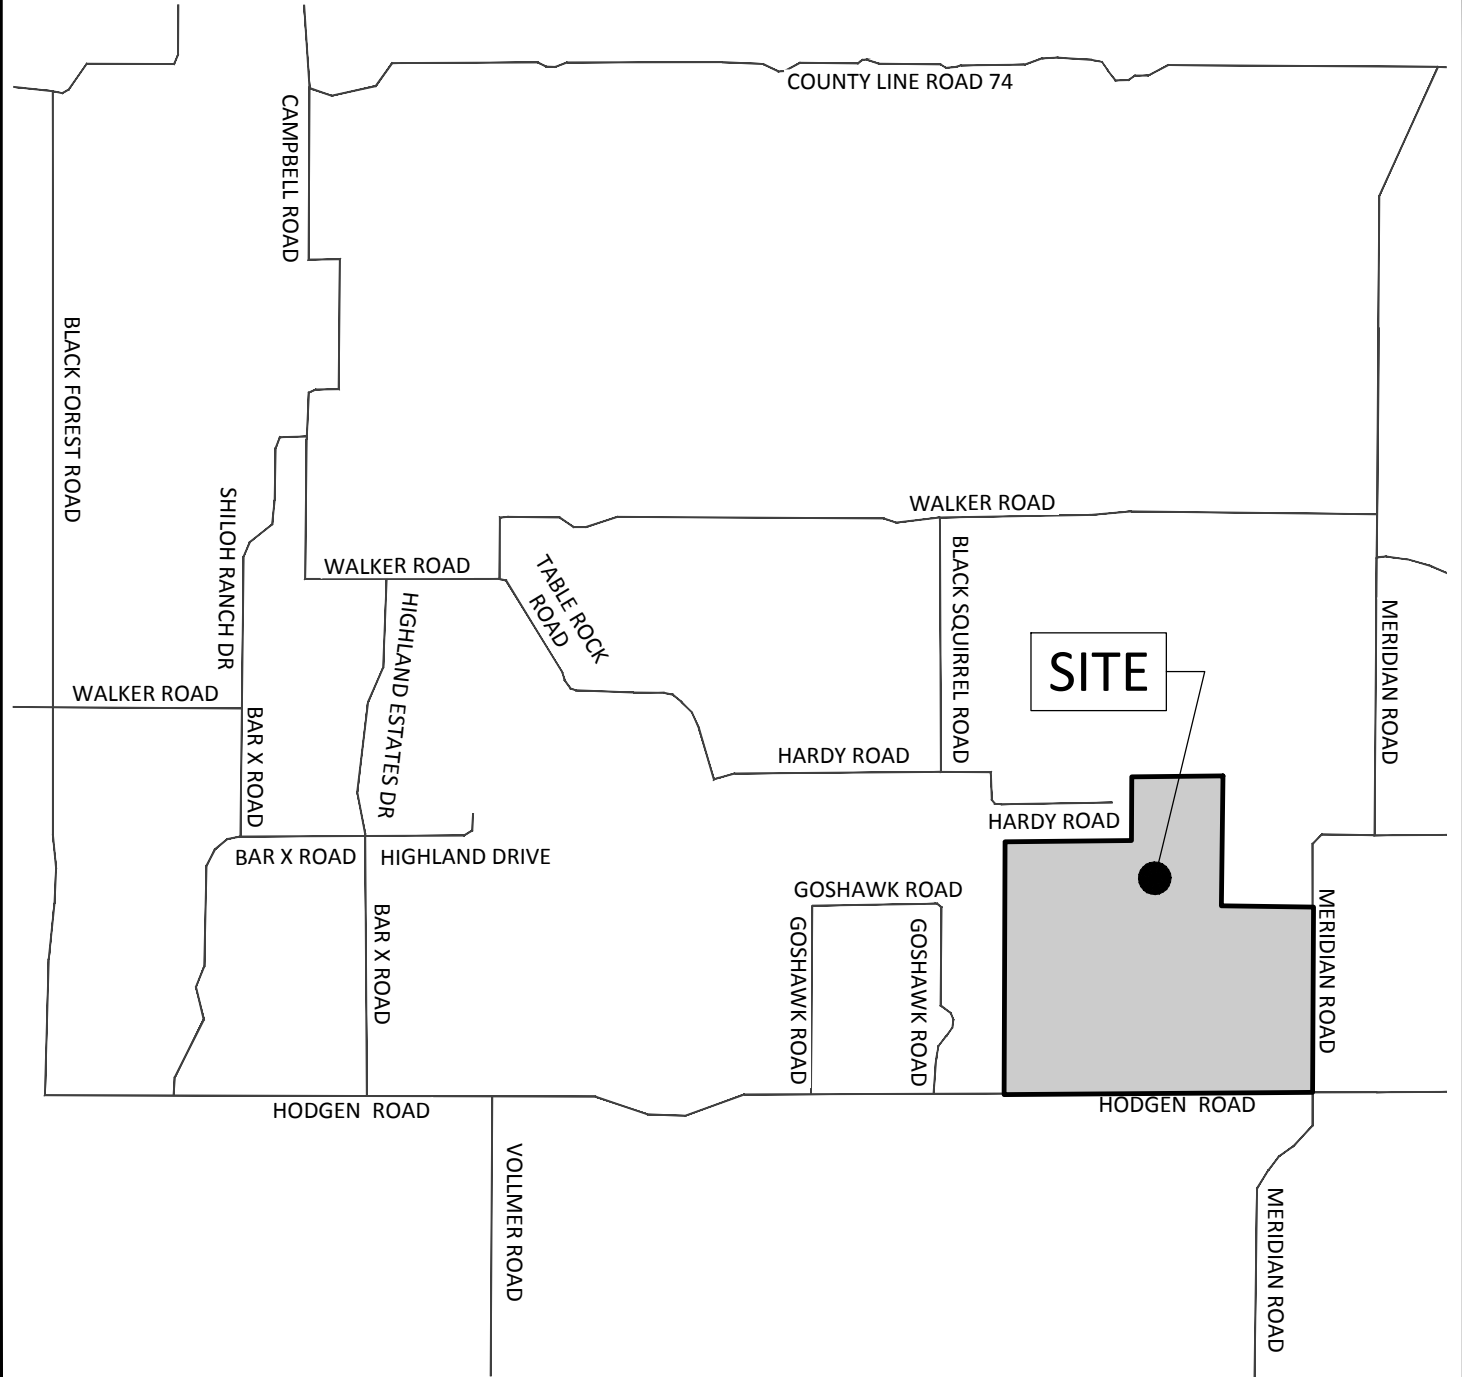 COUNTY LINE ROAD 74
CAMPBELL ROAD
BLACK FOREST ROAD
SHILOH RANCH DR
WALKER ROAD
WALKER ROAD
TABLE ROCK
ROAD
BLACK SQUIRREL ROAD
HIGHLAND ESTATES DR
MERIDIAN ROAD
SITE
WALKER ROAD
BAR X ROAD
HARDY ROAD
HARDY ROAD
BAR X ROAD
HIGHLAND DRIVE
GOSHAWK ROAD
MERIDIAN ROAD
BAR X ROAD
GOSHAWK ROAD
GOSHAWK ROAD
HODGEN  ROAD
HODGEN  ROAD
VOLLMER ROAD
MERIDIAN ROAD